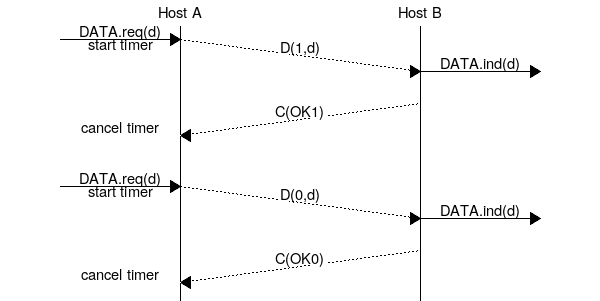 Host A
Host B
DATA.req(d)
start timer
D(1,d)
DATA.ind(d)
C(OK1)
cancel timer
DATA.req(d)
start timer
D(0,d)
DATA.ind(d)
C(OK0)
cancel timer